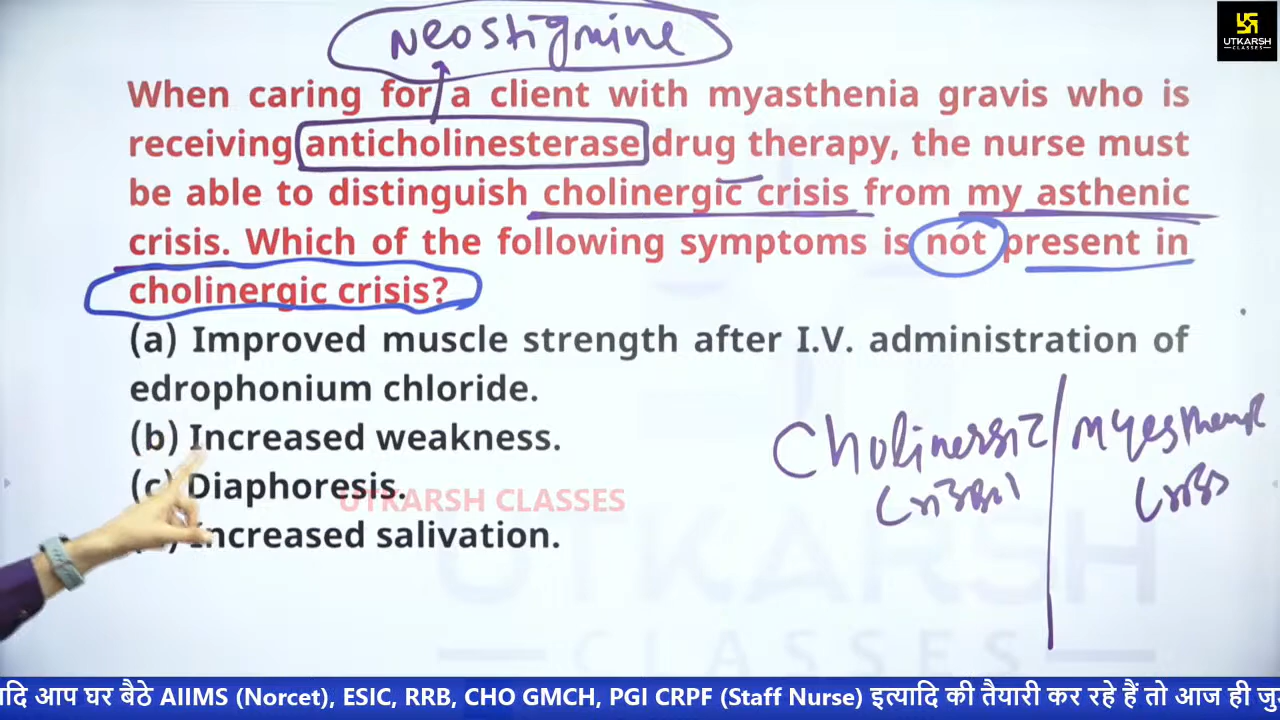 Neostigmine
UTKARSH
CLASSES
When caring for a client with myasthenia gravis who is
receiving anticholinesterase drug therapy, the nurse must
be able to distinguish cholinergic crisis from my asthenic
crisis. Which of the following symptoms is not present in
cholinergic crisis?
(a) Improved muscle strength after I.V. administration of
edrophonium chloride.
(b) Increased weakness.
(c) Diaphoresis.
Increased salivation.
UTKARSH CLASSES
UTKARSH
CLASSES
यदि आप घर बैठे AIIMS (Norcet), ESIC, RRB, CHO GMCH, PGI CRPF (Staff Nurse) इत्यादि की तैयारी कर रहे हैं तो आज ही